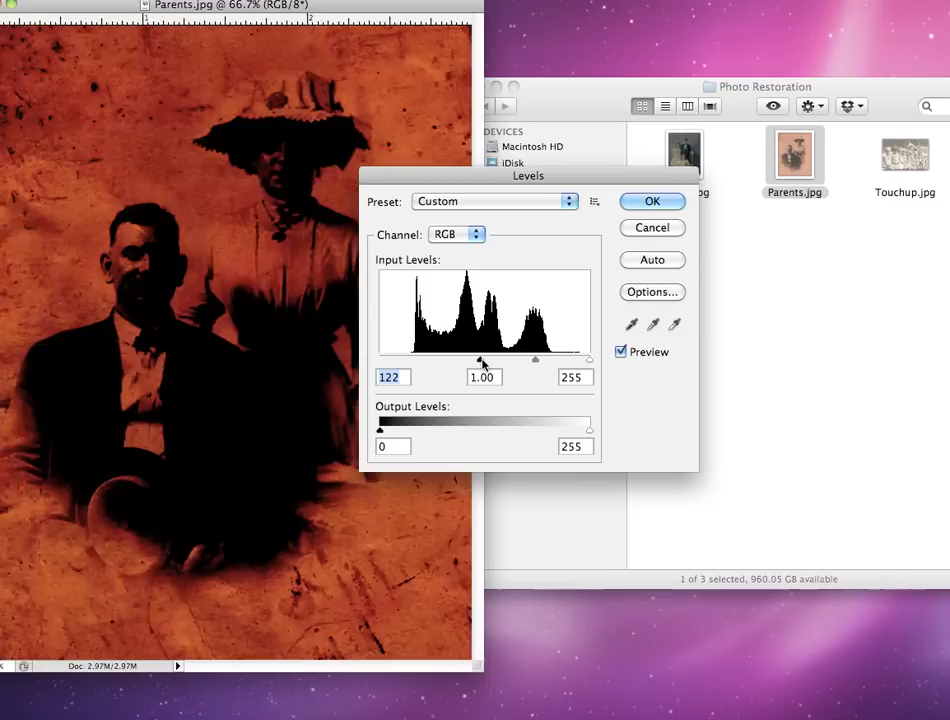 Parents.jpg @ 66.7% (RGB/8*)
1
2
Photo Restoration
DEVICES
Macintosh HD
iDisk
Parents.jpg
Touchup.jpg
Levels
Preset:
Custom
OK
Channel:
RGB
Cancel
Input Levels:
Auto
Options...
Preview
122
1.00
255
Output Levels:
0
255
1 of 3 selected, 960.05 GB available
Doc: 2.97M/2.97M